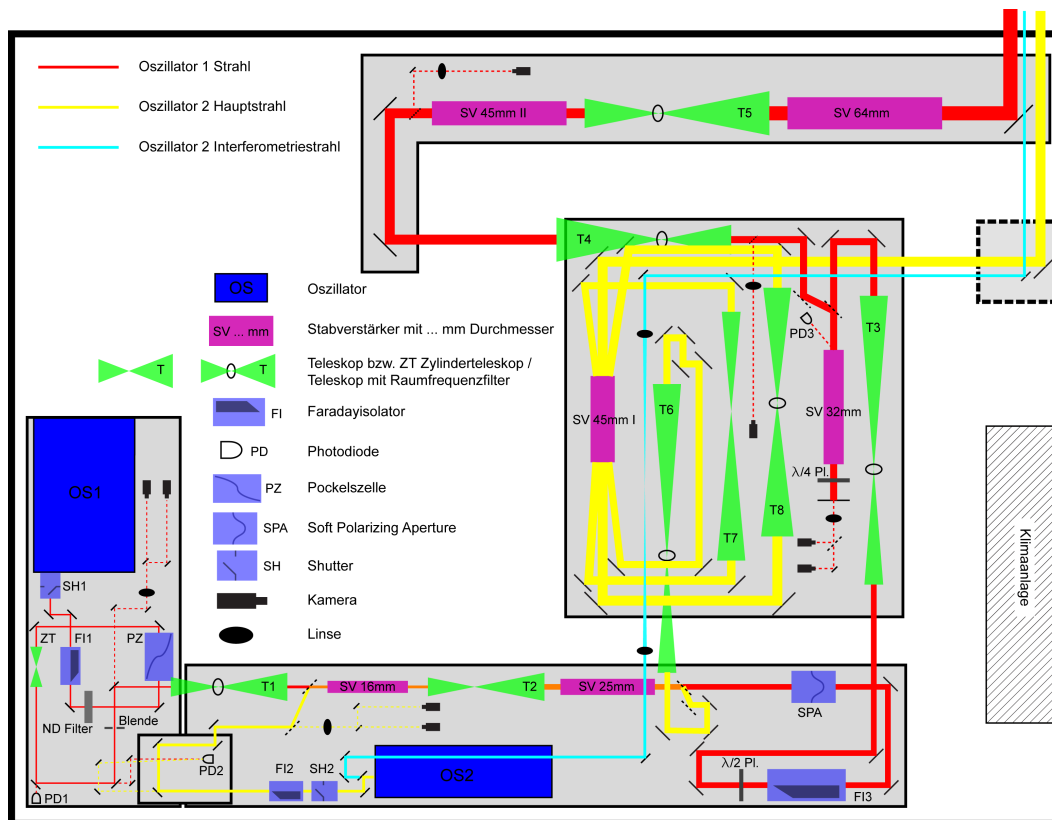 Oszillator 1 Strahl
Oszillator 2 Hauptstrahl
Oszillator 2 Interferometriestrahl
SV 45mm II
T5
SV 64mm
T4
OS
Oszillator
SV ... mm
Stabverstärker mit ... mm Durchmesser
T
T
Teleskop bzw. ZT Zylinderteleskop /
Teleskop mit Raumfrequenzfilter
FI
Faradayisolator
PD
Photodiode
PZ
Pockelszelle
SPA
Soft Polarizing Aperture
SH
Shutter
Kamera
Linse
PD3
T3
T6
SV 45mm I
SV 32mm
λ/4 Pl.
T8
T7
Klimaanlage
OS1
SH1
ZT
FI1
PZ
ND Filter
Blende
T1
SV 16mm
T2
SV 25mm
SPA
PD2
FI2
SH2
OS2
λ/2 Pl.
FI3
PD1